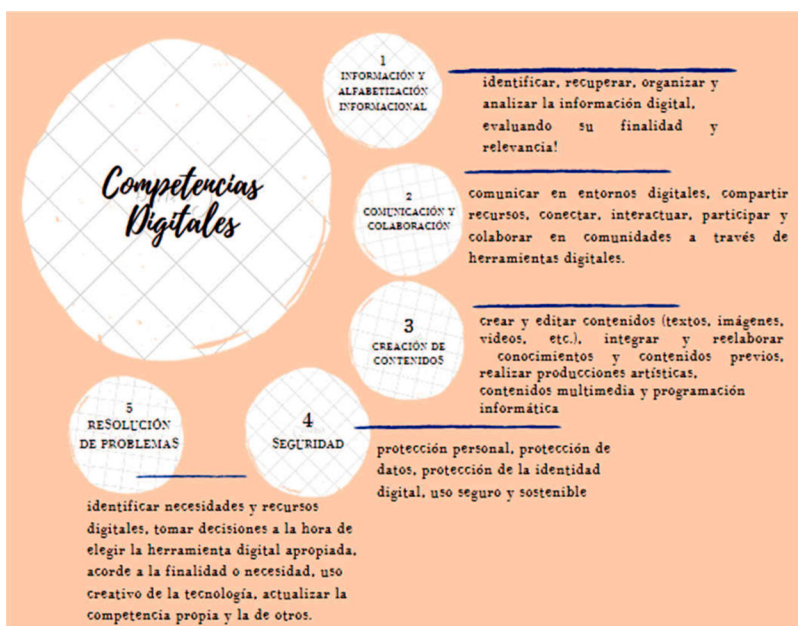 Competencias
Digitales
1
INFORMACIÓN Y
ALFABETIZACIÓN
INFORMACIONAL
identificar, recuperar, organizar y
analizar la información digital,
evaluando su finalidad y
relevancia!
2
COMUNICACIÓN Y
COLABORACIÓN
comunicar en entornos digitales, compartir
recursos, conectar, interactuar, participar y
colaborar en comunidades a través de
herramientas digitales.
3
CREACIÓN DE
CONTENIDOS
crear y editar contenidos (textos, imágenes,
videos, etc.), integrar y reelaborar
conocimientos y contenidos previos,
realizar producciones artísticas,
contenidos multimedia y programación
informática
4
SEGURIDAD
protección personal, protección de
datos, protección de la identidad
digital, uso seguro y sostenible
5
RESOLUCIÓN
DE PROBLEMAS
identificar necesidades y recursos
digitales, tomar decisiones a la hora de
elegir la herramienta digital apropiada,
acorde a la finalidad o necesidad, uso
creativo de la tecnología, actualizar la
competencia propia y la de otros.